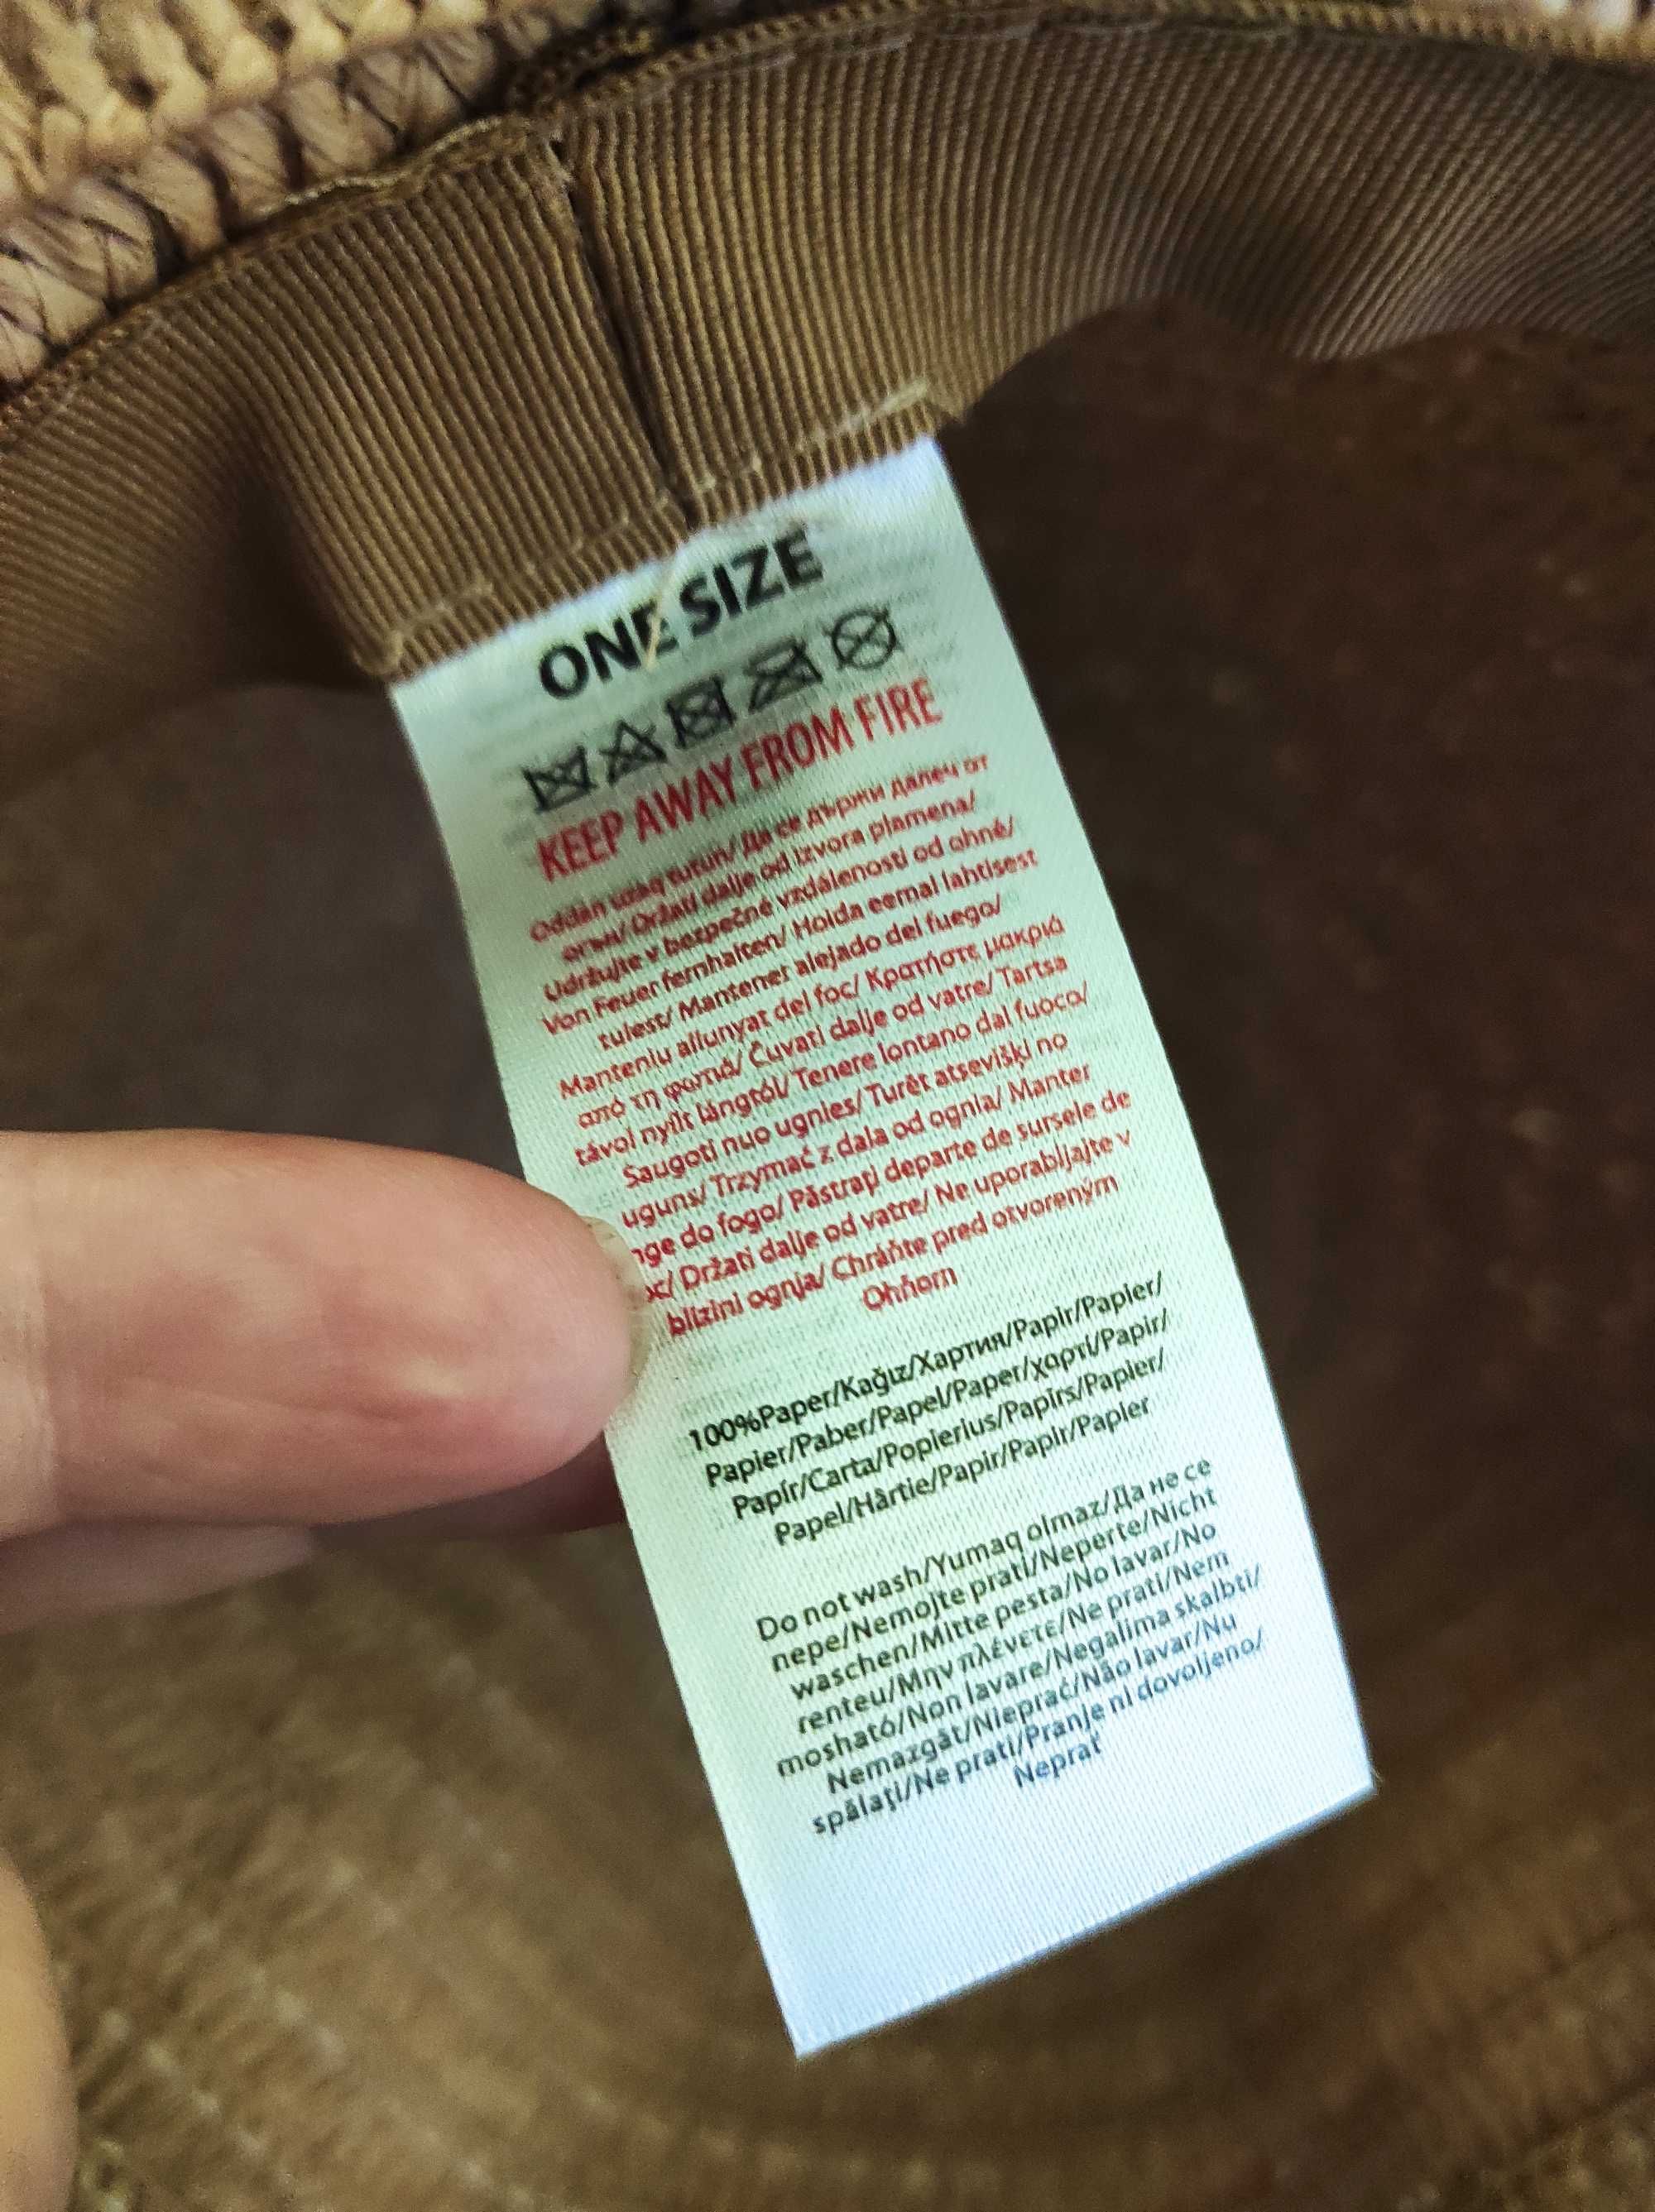 ONE SIZE
KEEP AWAY FROM FIRE
Oddan uzaq tutun/ Да се държи далеч от
огън/ Držati dalje od izvora plamena/
Udržujte v bezpečné vzdálenosti od ohně/
Von Feuer fernhalten/ Hoida eemal lahtisest
tulest/ Mantener alejado del fuego/
Manteniu allunyat del foc/ Κρατήστε μακριά
από τη φωτιά/ Čuvati dalje od vatre/ Tartsa
távol nyílt lángtól/ Tenere lontano dal fuoco/
Saugoti nuo ugnies/ Turēt atsevišķi no
uguns/ Trzymać z dala od ognia/ Manter
nge do fogo/ Păstrați departe de sursele de
oc/ Držati dalje od vatre/ Ne uporabljajte v
bližini ognja/ Chráňte pred otvoreným
Ohňom
100%Paper/Kağız/Хартия/Papir/Papier/
Papier/Paber/Papel/Paper/χαρτί/Papir/
Papír/Carta/Popierius/Papīrs/Papier/
Papel/Hârtie/Papir/Papir/Papier
Do not wash/Yumaq olmaz/Да не се
пере/Nemojte prati/Neperte/Nicht
waschen/Mitte pesta/No lavar/No
renteu/Μην πλένετε/Ne prati/Nem
mosható/Non lavare/Negalima skalbti/
Nemazgāt/Nieprać/Não lavar/Nu
spălați/Ne prati/Pranje ni dovoljeno/
Neprať